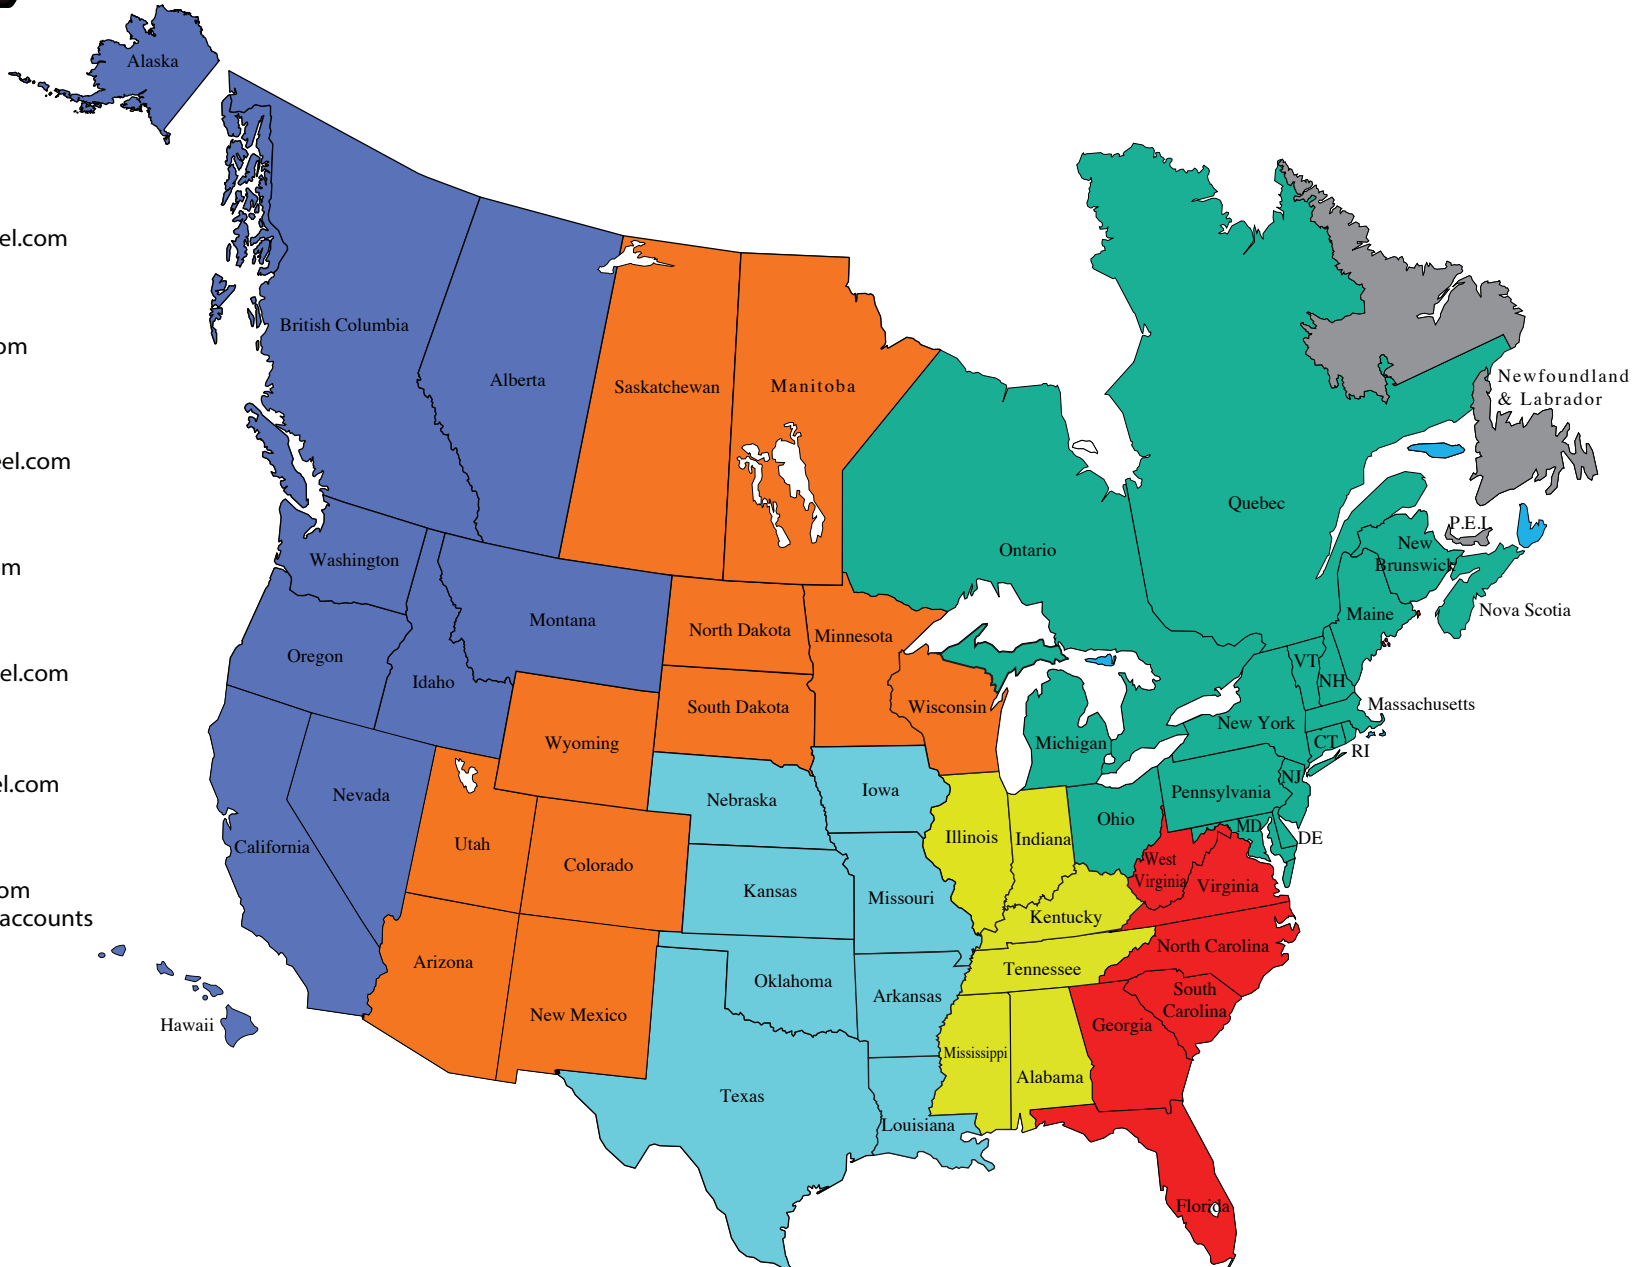 Alaska
el.com
British Columbia
om
Alberta
Saskatchewan
Manitoba
Newfoundland
& Labrador
eel.com
Quebec
P.E.I.
New
Brunswick
Ontario
Washington
om
Nova Scotia
Maine
Montana
North Dakota
Minnesota
Oregon
VT
el.com
Idaho
NH
Massachusetts
South Dakota
Wisconsin
New York
Wyoming
Michigan
CT
RI
el.com
NJ
Nevada
Nebraska
Iowa
Pennsylvania
Ohio
MD
DE
California
Utah
Illinois
Indiana
Colorado
West
Virginia
Virginia
om
Kansas
Missouri
accounts
Kentucky
North Carolina
Arizona
Tennessee
Oklahoma
Arkansas
South
Carolina
Hawaii
New Mexico
Georgia
Mississippi
Alabama
Texas
Louisiana
Florida